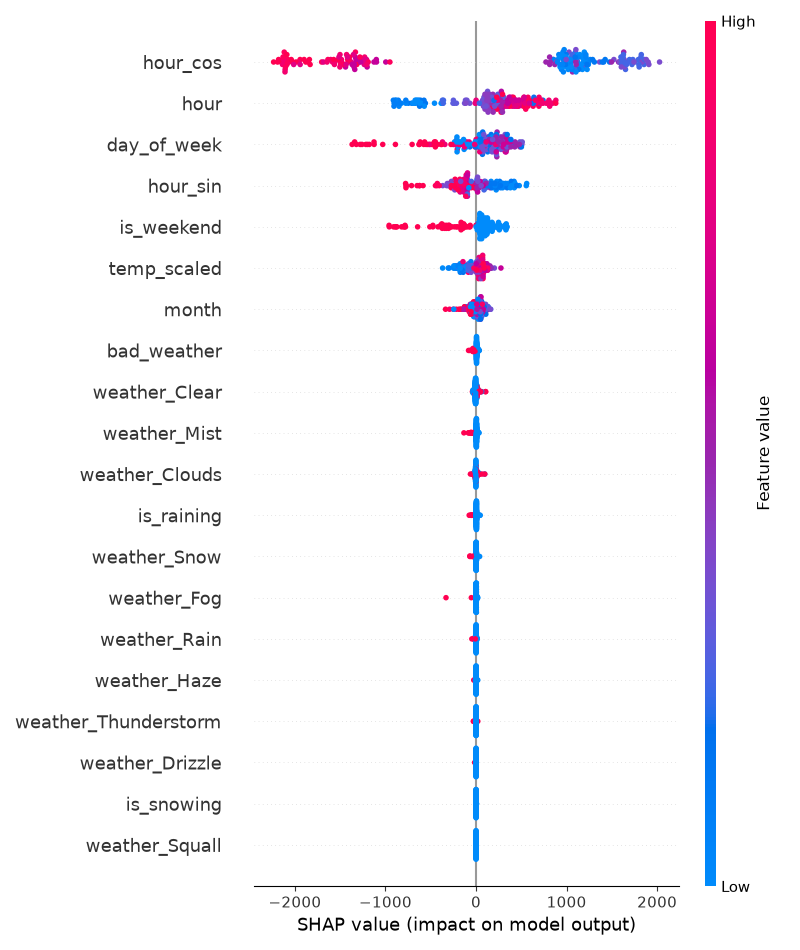 High
hour_cos
hour
day_of_week
hour_sin
is_weekend
temp_scaled
month
bad_weather
weather_Clear
weather_Mist
weather_Clouds
is_raining
weather_Snow
weather_Fog
weather_Rain
weather_Haze
weather_Thunderstorm
weather_Drizzle
is_snowing
weather_Squall
Feature value
Low
−2000 −1000 0 1000 2000
SHAP value (impact on model output)